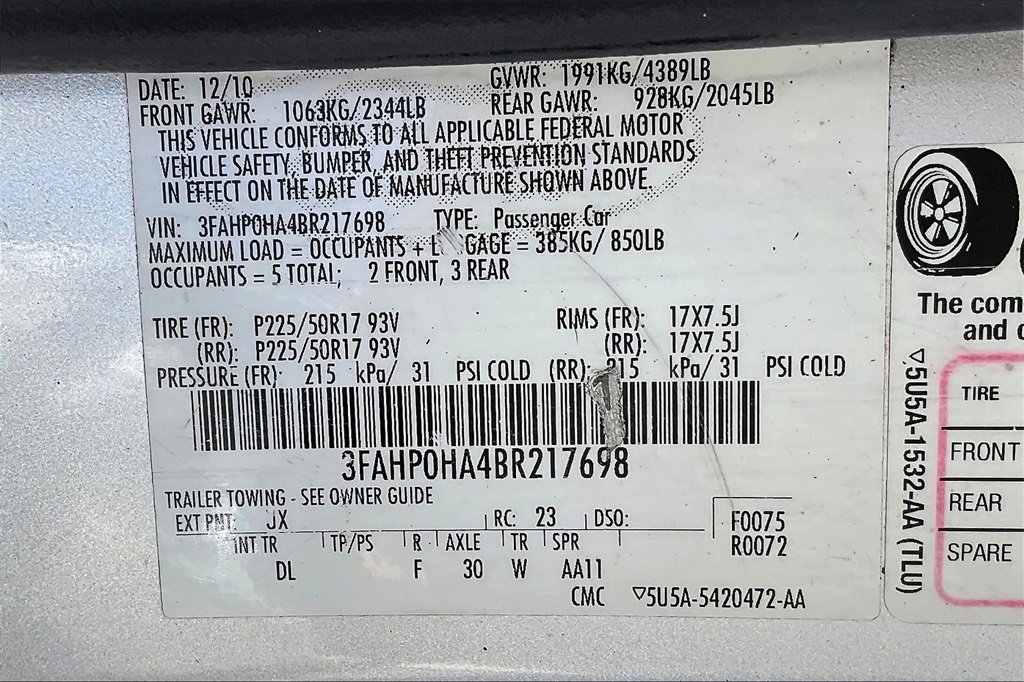 DATE: 12/10 GVWR: 1991KG/4389LB
FRONT GAWR: 1063KG/2344LB REAR GAWR: 928KG/2045LB
THIS VEHICLE CONFORMS TO ALL APPLICABLE FEDERAL MOTOR
VEHICLE SAFETY, BUMPER, AND THEFT PREVENTION STANDARDS
IN EFFECT ON THE DATE OF MANUFACTURE SHOWN ABOVE.
VIN: 3FAHP0HA4BR217698 TYPE: Passenger Car
MAXIMUM LOAD = OCCUPANTS + L GAGE = 385KG/ 850LB
OCCUPANTS = 5 TOTAL; 2 FRONT, 3 REAR
TIRE (FR): P225/50R17 93V RIMS (FR): 17X7.5J
(RR): P225/50R17 93V (RR): 17X7.5J
PRESSURE (FR): 215 kPa/ 31 PSI COLD (RR): 215 kPa/ 31 PSI COLD
3FAHP0HA4BR217698
TRAILER TOWING - SEE OWNER GUIDE
EXT PNT: JX RC: 23 DSO: F0075
INT TR TP/PS R AXLE TR SPR R0072
DL F 30 W AA11
CMC ▽5U5A-5420472-AA
The com
and c
▽5U5A-1532-AA (TLU)
TIRE
FRONT
REAR
SPARE